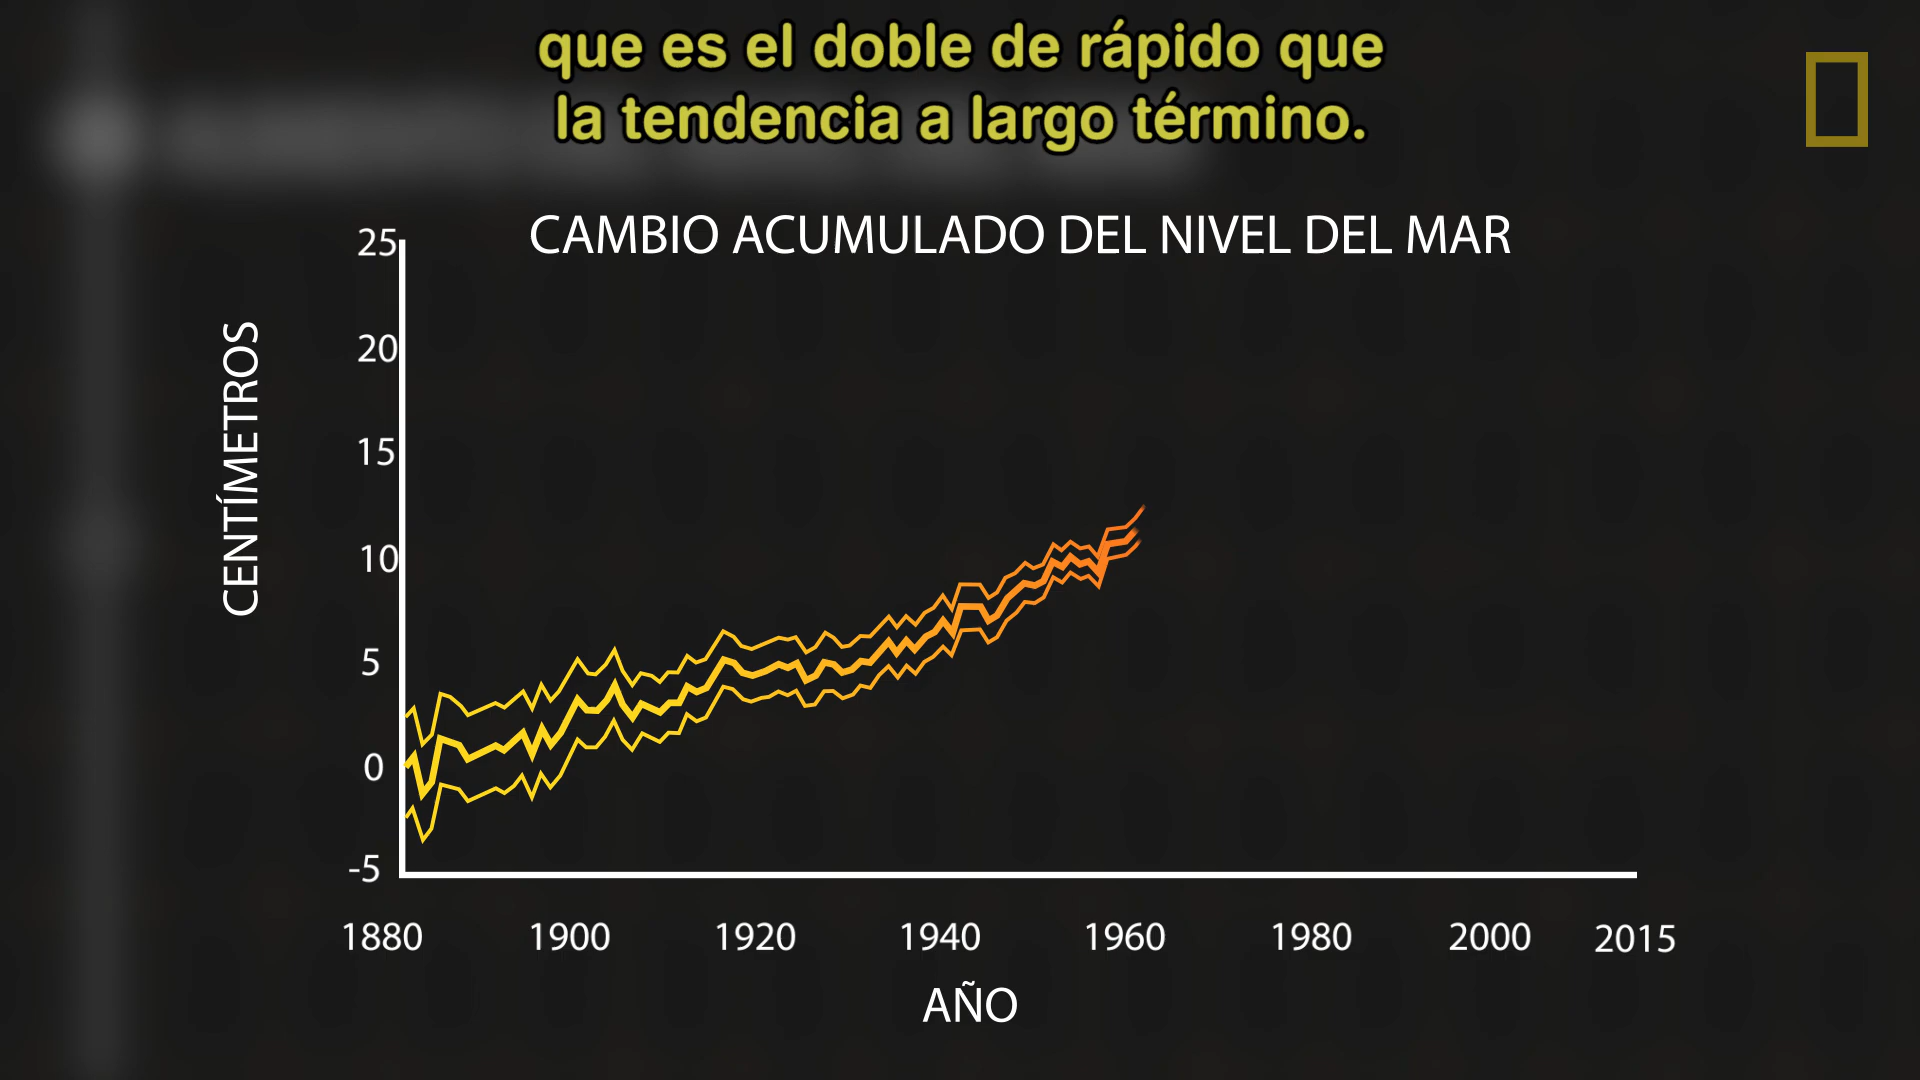 que es el doble de rápido que
la tendencia a largo término.
CAMBIO ACUMULADO DEL NIVEL DEL MAR
CENTÍMETROS
25
20
15
10
5
0
-5
1880 1900 1920 1940 1960 1980 2000 2015
AÑO